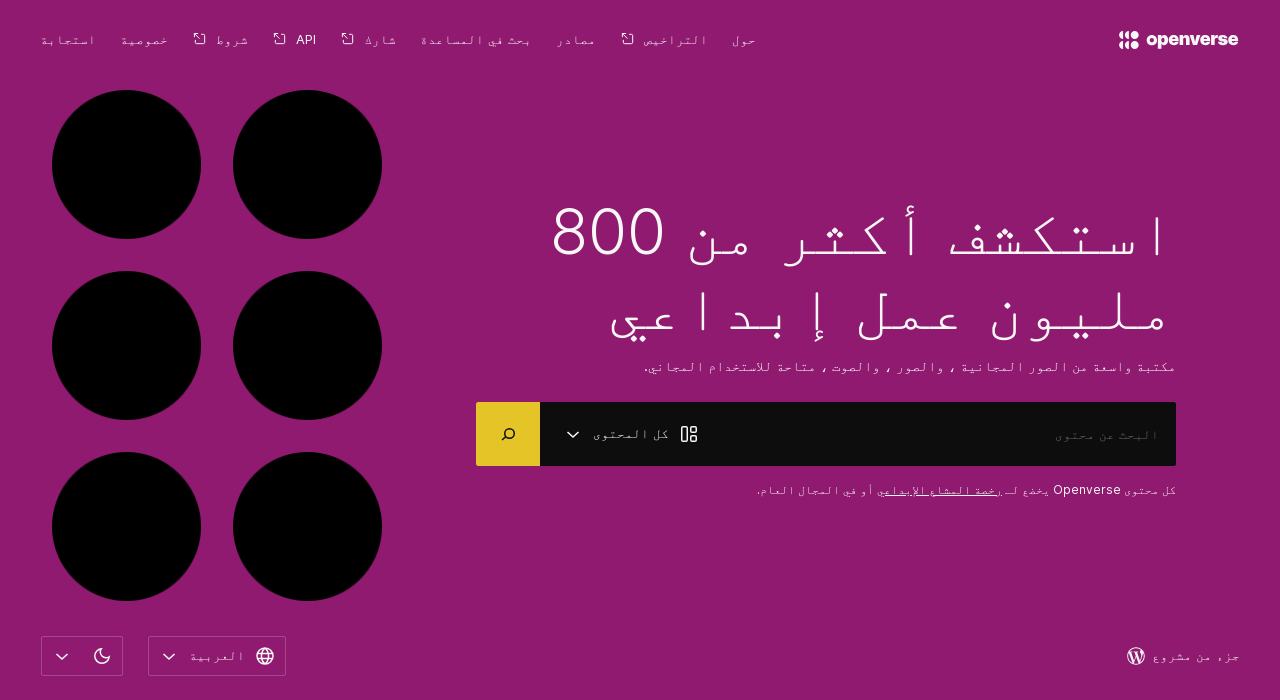 openverse
حول
التراخيص
مصادر
بحث في المساعدة
شارك
API
شروط
خصوصية
استجابة
استكشف أكثر من 800
مليون عمل إبداعي
مكتبة واسعة من الصور المجانية ، والصور ، والصوت ، متاحة للاستخدام المجاني.
البحث عن محتوى
كل المحتوى
كل محتوى Openverse يخضع لـ رخصة المشاع الإبداعي أو في المجال العام.
جزء من مشروع
العربية